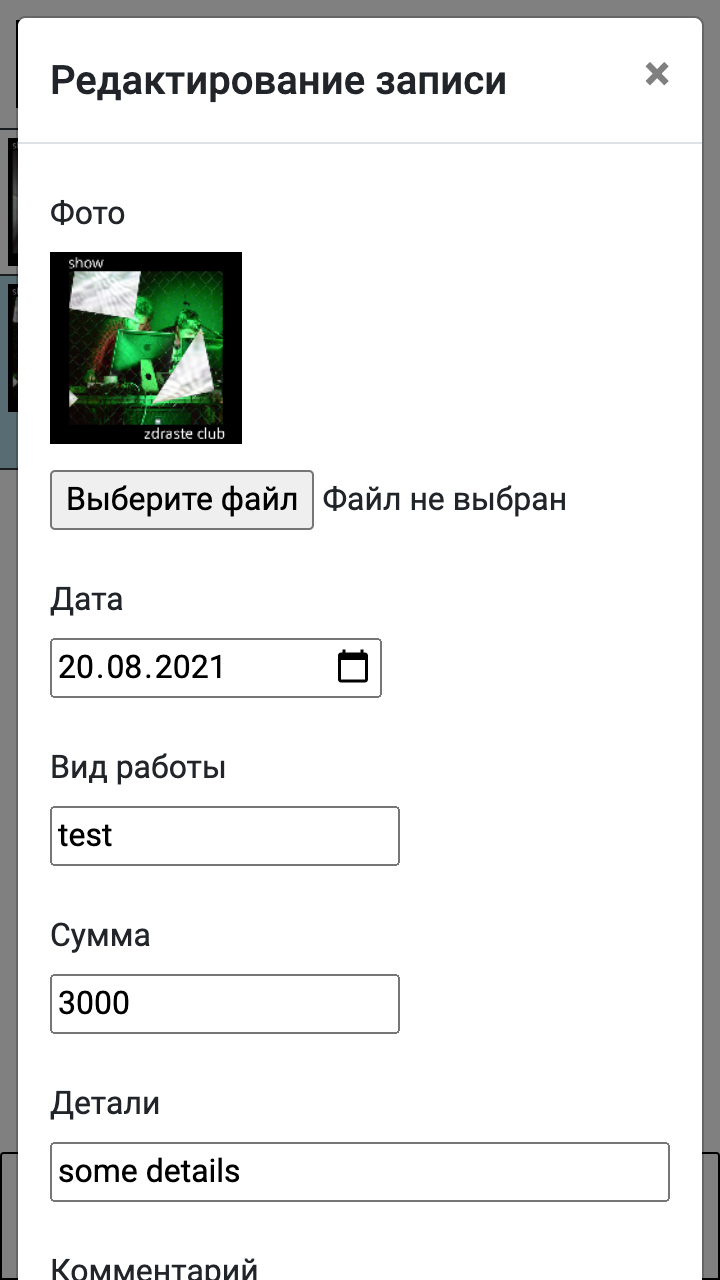 Редактирование записи ×
Фото
show
zdraste club
Выберите файл Файл не выбран
Дата
20.08.2021
Вид работы
test
Сумма
3000
Детали
some details
Комментарий